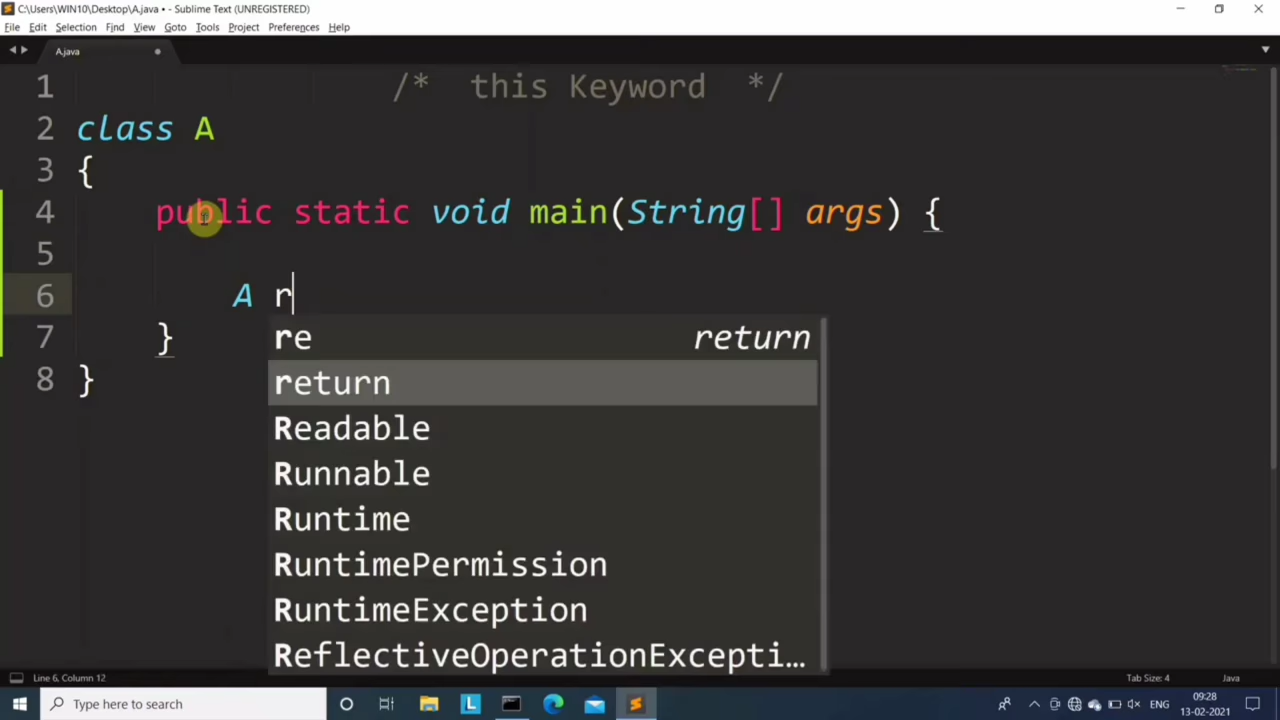 C:\Users\WIN10\Desktop\A.java • - Sublime Text (UNREGISTERED)
File Edit Selection Find View Goto Tools Project Preferences Help
A.java
1 /* this Keyword */
2 class A
3 {
4 public static void main(String[] args) {
5
6 A r
7 }
8 }
re return
return
Readable
Runnable
Runtime
RuntimePermission
RuntimeException
ReflectiveOperationExcepti…
Line 6, Column 12 Tab Size: 4 Java
Type here to search
L
ENG
09:28
13-02-2021